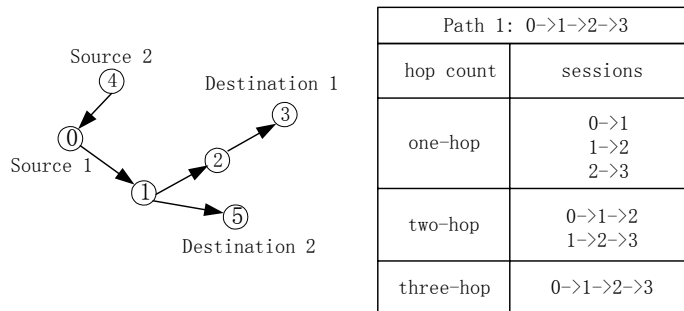 Source 2
4
Destination 1
3
0
Source 1
2
1
5
Destination 2
Path 1: 0->1->2->3
hop count sessions
one-hop
0->1
1->2
2->3
two-hop
0->1->2
1->2->3
three-hop 0->1->2->3